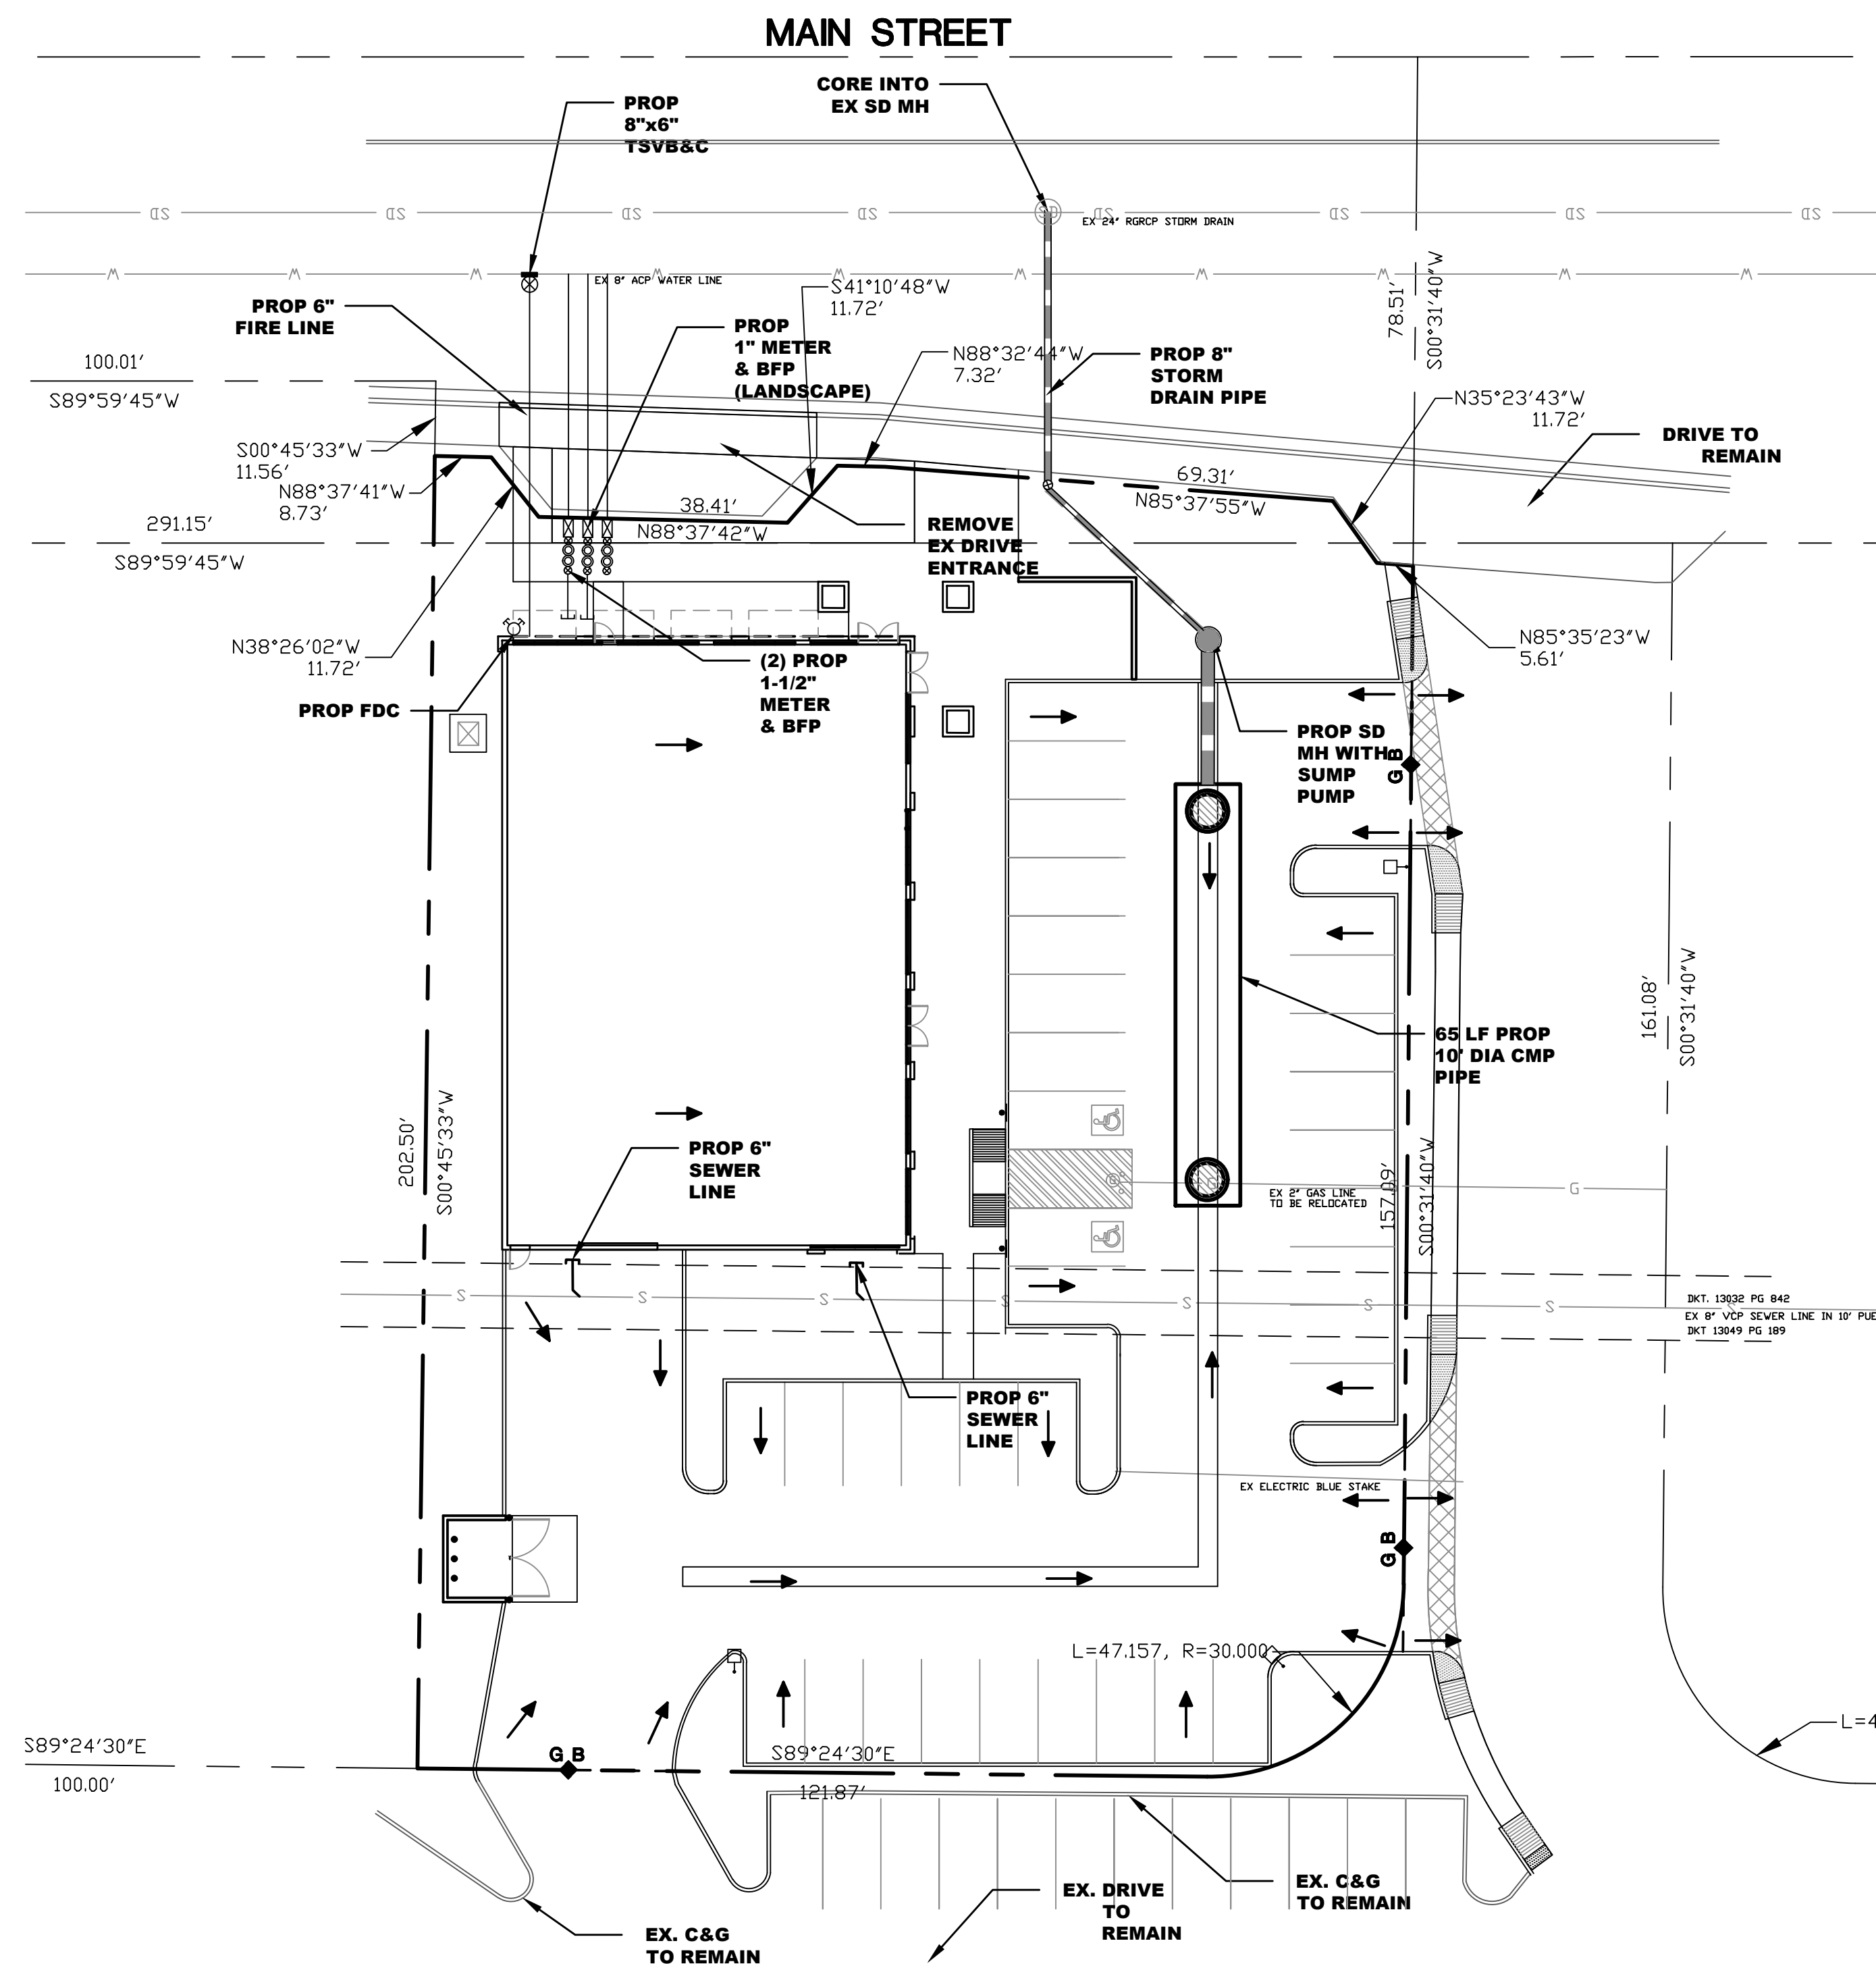 MAIN STREET
CORE INTO
EX SD MH
PROP
8"x6"
TSVB&C
SD SD SD SD SD SD SD SD SD
EX 24" RGRCP STORM DRAIN
W W W W W W W W W W
EX 8" ACP WATER LINE
S41°10'48"W
11.72'
78.51'
S00°31'40"W
PROP 6"
FIRE LINE
PROP
1" METER
& BFP
(LANDSCAPE)
N88°32'44"W
7.32'
PROP 8"
STORM
DRAIN PIPE
100.01'
S89°59'45"W
N35°23'43"W
11.72'
DRIVE TO
REMAIN
S00°45'33"W
11.56'
N88°37'41"W
8.73'
38.41'
N88°37'42"W
69.31'
N85°37'55"W
291.15'
S89°59'45"W
REMOVE
EX DRIVE
ENTRANCE
N38°26'02"W
11.72'
N85°35'23"W
5.61'
(2) PROP
1-1/2"
METER
& BFP
PROP FDC
PROP SD
MH WITH
SUMP
PUMP
GB
65 LF PROP
10' DIA CMP
PIPE
161.08'
S00°31'40"W
202.50'
S00°45'33"W
PROP 6"
SEWER
LINE
G G G
EX 2" GAS LINE
TO BE RELOCATED
157.09'
S00°31'40"W
S S S S S S S S
DKT. 13032 PG 842
EX 8" VCP SEWER LINE IN 10' PUE
DKT 13049 PG 189
PROP 6"
SEWER
LINE
EX ELECTRIC BLUE STAKE
GB
L=47.157, R=30.000
L=4
S89°24'30"E
100.00'
GB
S89°24'30"E
121.87'
EX. C&G
TO REMAIN
EX. DRIVE
TO
REMAIN
EX. C&G
TO REMAIN